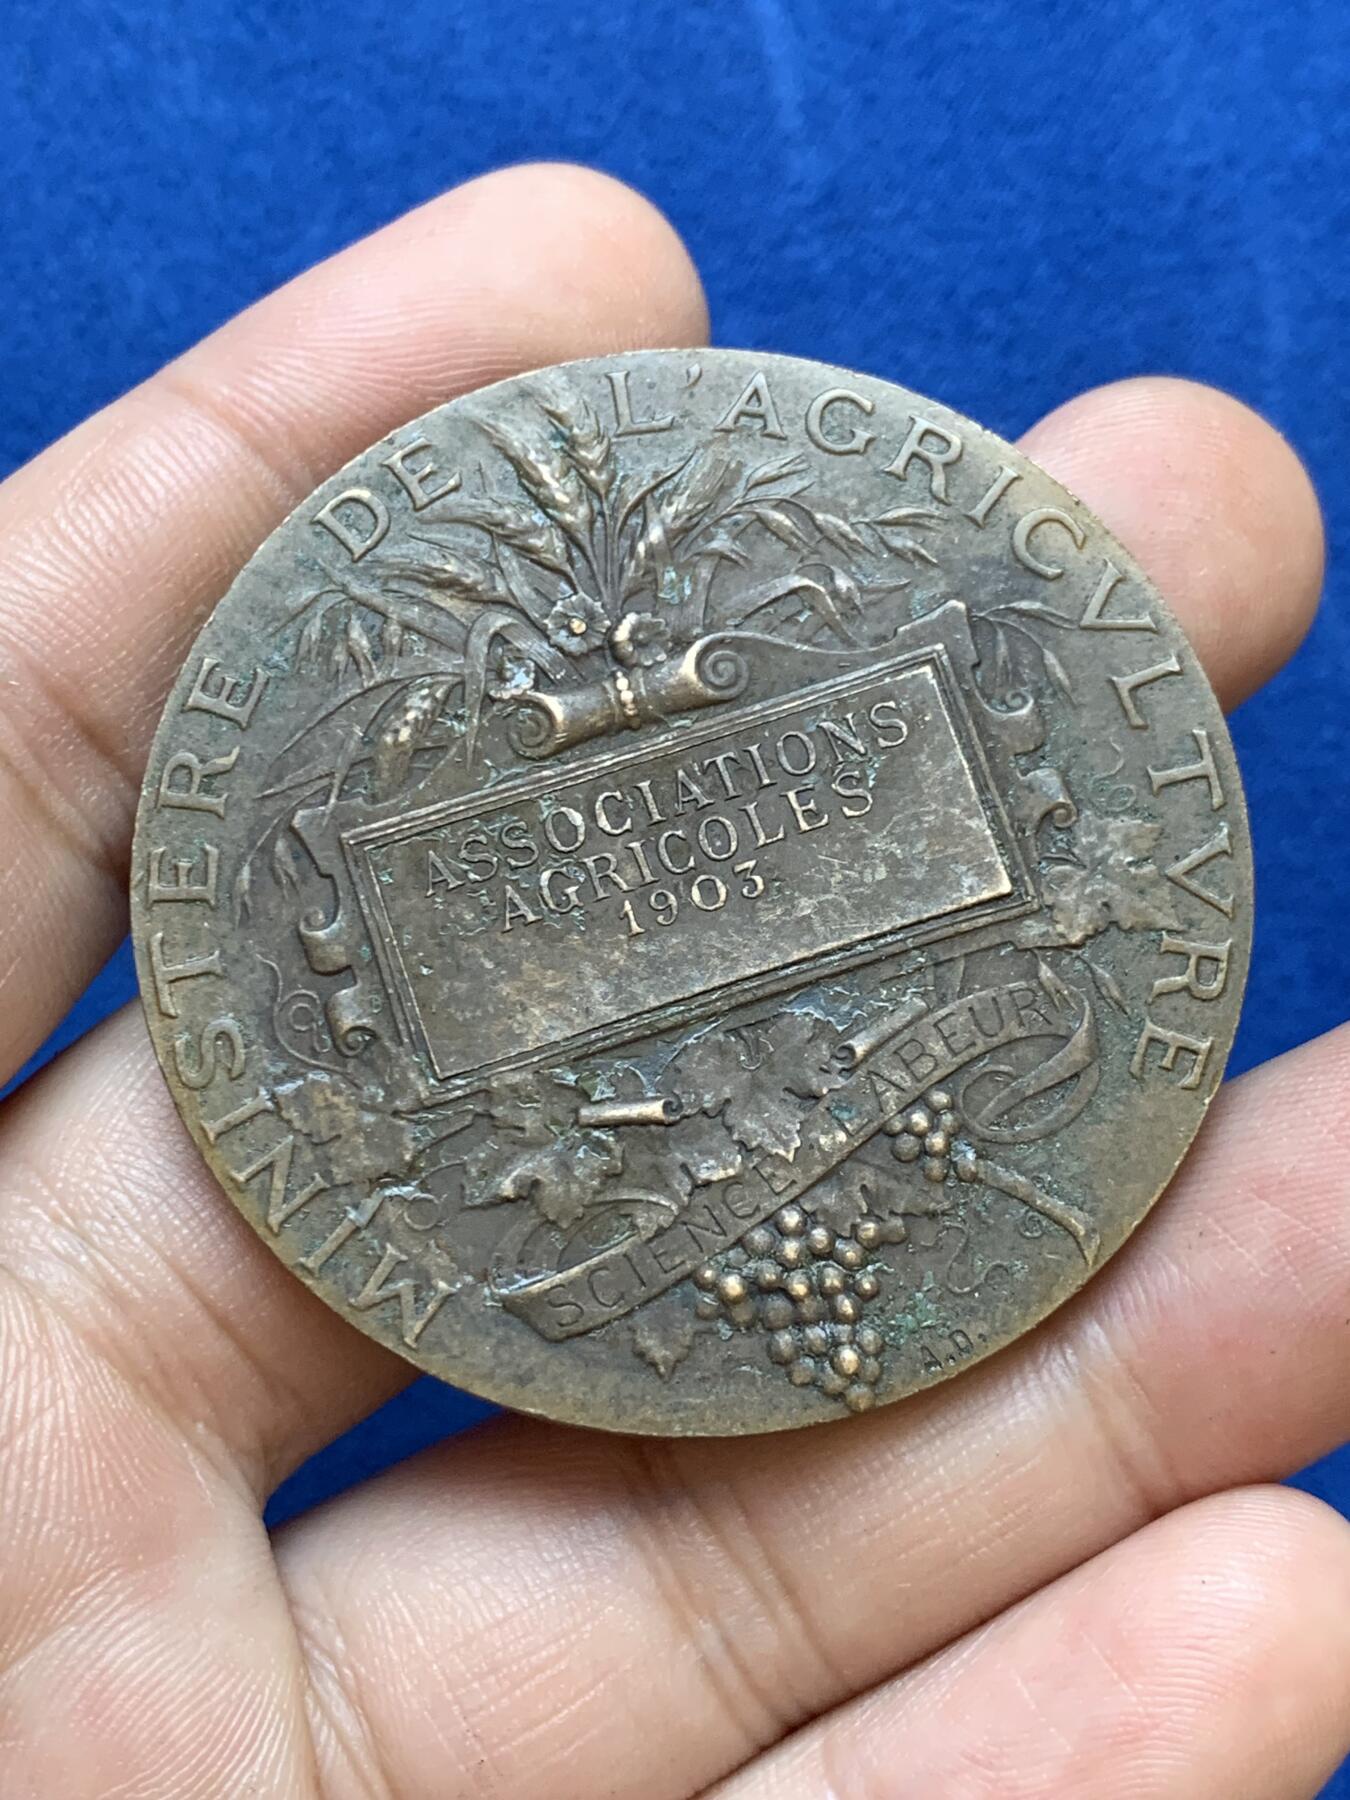 MINISTERE DE L'AGRICVLTVRE
ASSOCIATIONS
AGRICOLES
1903
SCIENCE LABEUR
A.D.